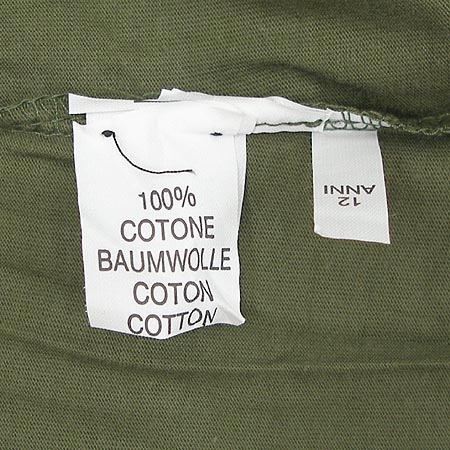 100%
COTONE
BAUMWOLLE
COTON
COTTON
12
ANNI